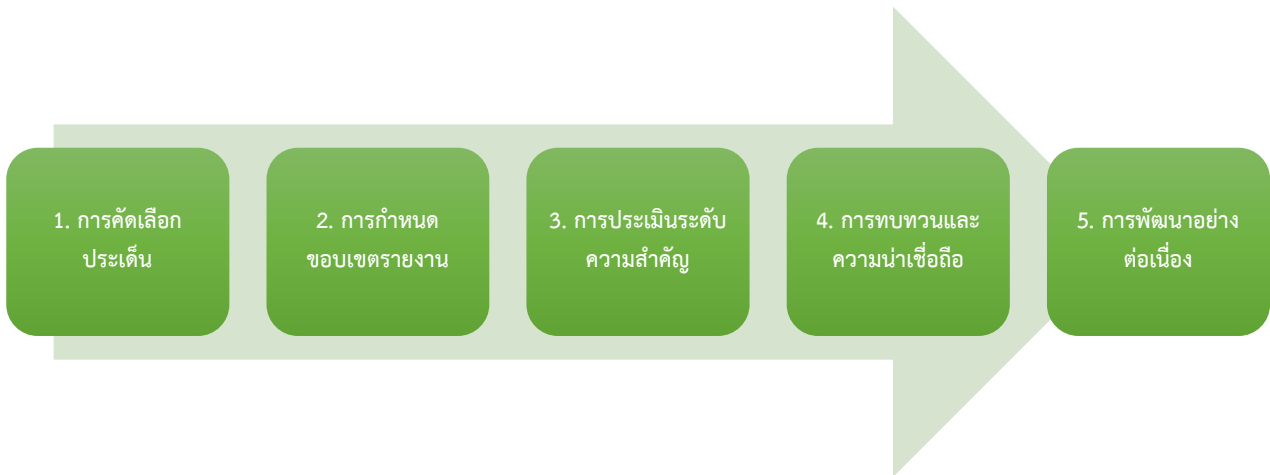 1. การคัดเลือก
ประเด็น
2. การกำหนด
ขอบเขตรายงาน
3. การประเมินระดับ
ความสำคัญ
4. การทบทวนและ
ความน่าเชื่อถือ
5. การพัฒนาอย่าง
ต่อเนื่อง